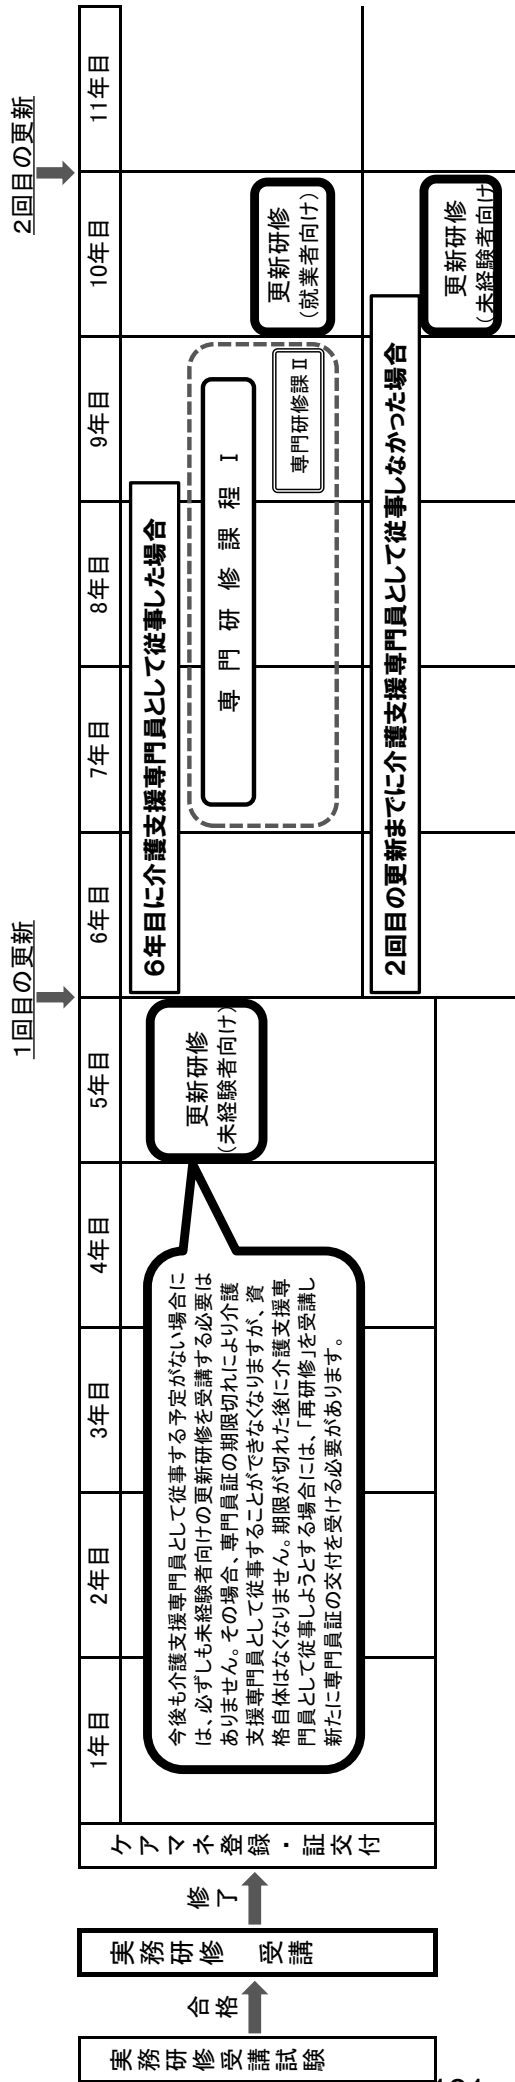 実務研修受講試験
合格
実務研修　受講
修了
ケアマネ登録・証交付
1回目の更新
2回目の更新
1年目
2年目
3年目
4年目
5年目
6年目
7年目
8年目
9年目
10年目
11年目
今後も介護支援専門員として従事する予定がない場合に
は、必ずしも未経験者向けの更新研修を受講する必要は
ありません。その場合、専門員証の期限切れにより介護
支援専門員として従事することができなくなりますが、資
格自体はなくなりません。期限が切れた後に介護支援専
門員として従事しようとする場合には、「再研修」を受講し
新たに専門員証の交付を受ける必要があります。
更新研修
（未経験者向け）
6年目に介護支援専門員として従事した場合
専門研修課程　Ⅰ
専門研修課Ⅱ
更新研修
（就業者向け）
2回目の更新までに介護支援専門員として従事しなかった場合
更新研修
（未経験者向け